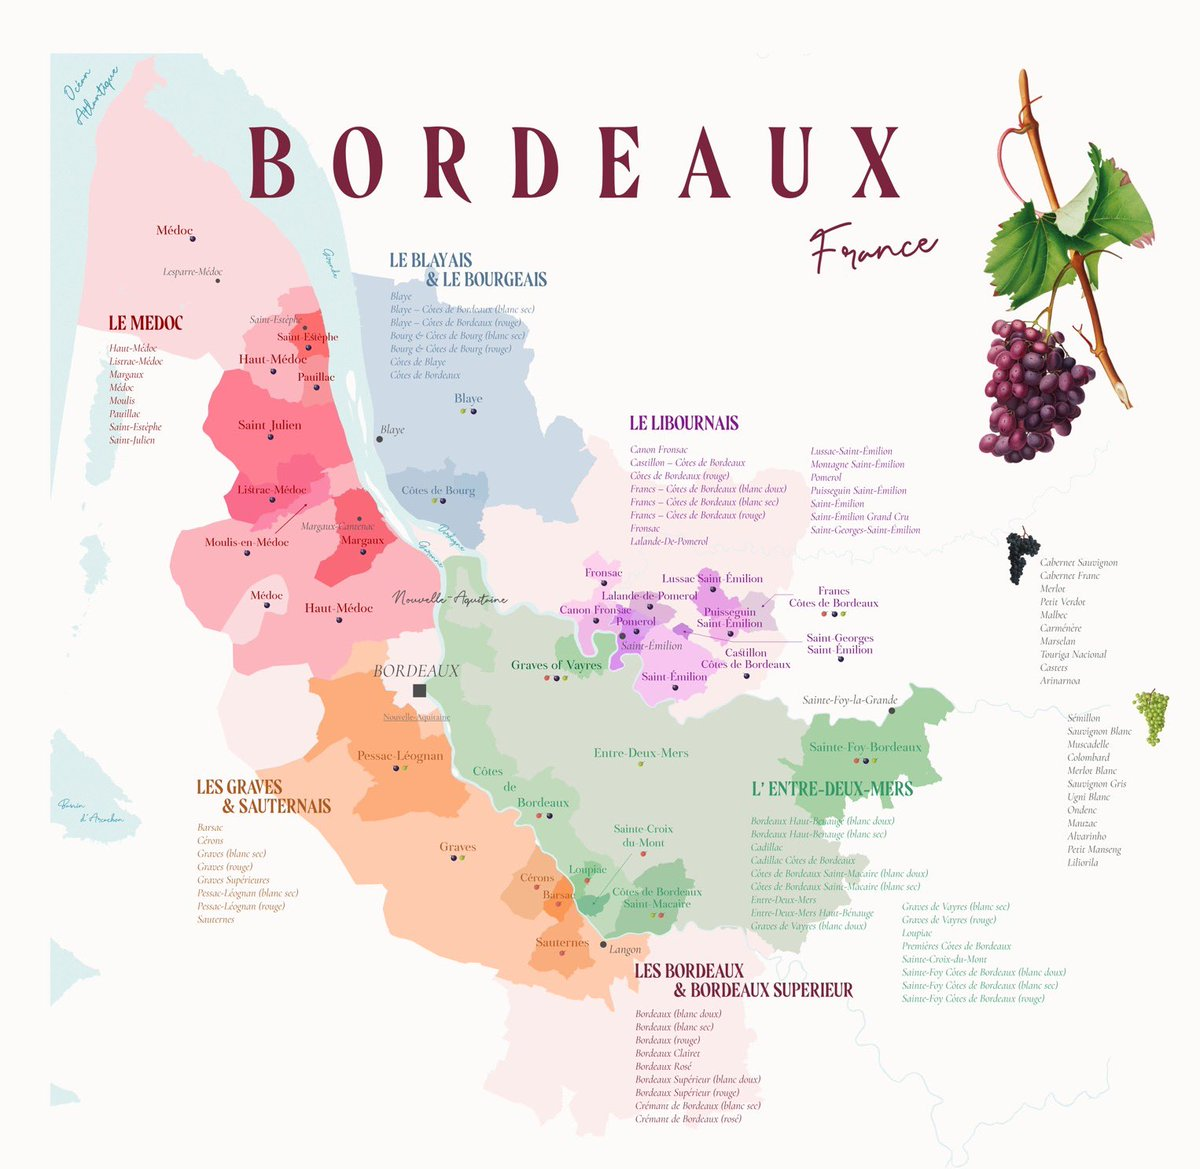 Océan
Atlantique
BORDEAUX
France
Gironde
Médoc
Lesparre-Médoc
LE MEDOC
Haut-Médoc
Listrac-Médoc
Margaux
Médoc
Moulis
Pauillac
Saint-Estèphe
Saint-Julien
Saint-Estèphe
Saint-Estèphe
Haut-Médoc
Pauillac
Saint Julien
Listrac-Médoc
Margaux-Cantenac
Moulis-en-Médoc
Margaux
Médoc
Haut-Médoc
LE BLAYAIS
& LE BOURGEAIS
Blaye
Blaye – Côtes de Bordeaux (blanc sec)
Blaye – Côtes de Bordeaux (rouge)
Bourg & Côtes de Bourg (blanc sec)
Bourg & Côtes de Bourg (rouge)
Côtes de Blaye
Côtes de Bordeaux
Blaye
Blaye
Côtes de Bourg
Dordogne
Garonne
Nouvelle-Aquitaine
LE LIBOURNAIS
Canon Fronsac
Castillon – Côtes de Bordeaux
Côtes de Bordeaux (rouge)
Francs – Côtes de Bordeaux (blanc doux)
Francs – Côtes de Bordeaux (blanc sec)
Francs – Côtes de Bordeaux (rouge)
Fronsac
Lalande-De-Pomerol
Lussac-Saint-Émilion
Montagne Saint-Émilion
Pomerol
Puisseguin Saint-Émilion
Saint-Émilion
Saint-Émilion Grand Cru
Saint-Georges-Saint-Émilion
Fronsac
Lussac Saint-Émilion
Lalande-de-Pomerol
Francs
Côtes de Bordeaux
Canon Fronsac
Pomerol
Puisseguin
Saint-Émilion
Saint-Émilion
Saint-Georges
Saint-Émilion
Castillon
Côtes de Bordeaux
Saint-Émilion
Cabernet Sauvignon
Cabernet Franc
Merlot
Petit Verdot
Malbec
Carménère
Marselan
Touriga Nacional
Castets
Arinarnoa
Sémillon
Sauvignon Blanc
Muscadelle
Colombard
Merlot Blanc
Sauvignon Gris
Ugni Blanc
Ondenc
Mauzac
Alvarinho
Petit Manseng
Liliorila
BORDEAUX
Nouvelle-Aquitaine
Graves of Vayres
Sainte-Foy-la-Grande
Entre-Deux-Mers
Sainte-Foy-Bordeaux
Pessac-Léognan
Côtes
de
Bordeaux
Bassin
d'Arcachon
LES GRAVES
& SAUTERNAIS
Barsac
Cérons
Graves (blanc sec)
Graves (rouge)
Graves Supérieures
Pessac-Léognan (blanc sec)
Pessac-Léognan (rouge)
Sauternes
Graves
Sainte-Croix
du-Mont
Loupiac
Cérons
Barsac
Côtes de Bordeaux
Saint-Macaire
Sauternes
Langon
L' ENTRE-DEUX-MERS
Bordeaux Haut-Benauge (blanc doux)
Bordeaux Haut-Benauge (blanc sec)
Cadillac
Cadillac Côtes de Bordeaux
Côtes de Bordeaux Saint-Macaire (blanc doux)
Côtes de Bordeaux Saint-Macaire (blanc sec)
Entre-Deux-Mers
Entre-Deux-Mers Haut-Bénauge
Graves de Vayres (blanc doux)
Graves de Vayres (blanc sec)
Graves de Vayres (rouge)
Loupiac
Premières Côtes de Bordeaux
Sainte-Croix-du-Mont
Sainte-Foy Côtes de Bordeaux (blanc doux)
Sainte-Foy Côtes de Bordeaux (blanc sec)
Sainte-Foy Côtes de Bordeaux (rouge)
LES BORDEAUX
& BORDEAUX SUPERIEUR
Bordeaux (blanc doux)
Bordeaux (blanc sec)
Bordeaux (rouge)
Bordeaux Clairet
Bordeaux Rosé
Bordeaux Supérieur (blanc doux)
Bordeaux Supérieur (rouge)
Crémant de Bordeaux (blanc sec)
Crémant de Bordeaux (rosé)